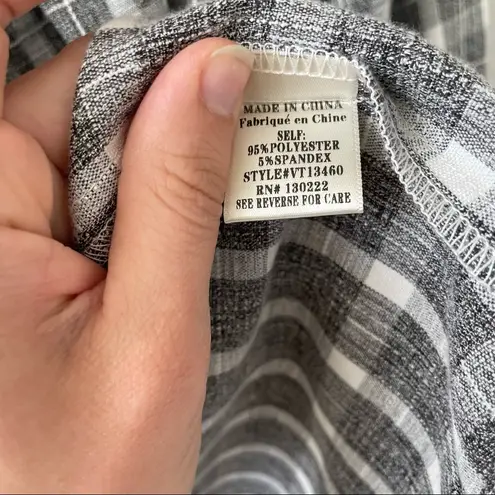 MADE IN CHINA
Fabriqué en Chine
SELF:
95%POLYESTER
5%SPANDEX
STYLE#VT13460
RN# 130222
SEE REVERSE FOR CARE